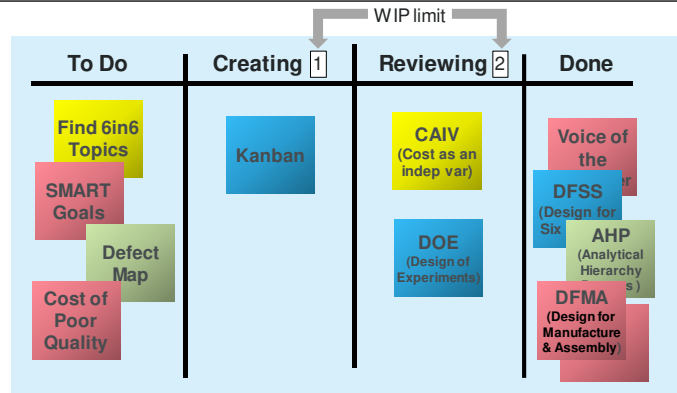 WIP limit
To Do
Creating 1
Reviewing 2
Done
Find 6in6
Topics
SMART
Goals
Defect
Map
Cost of
Poor
Quality
Kanban
CAIV
(Cost as an
indep var)
DOE
(Design of
Experiments)
Voice of
the
DFSS
(Design for
Six
AHP
(Analytical
Hierarchy
DFMA
(Design for
Manufacture
& Assembly)